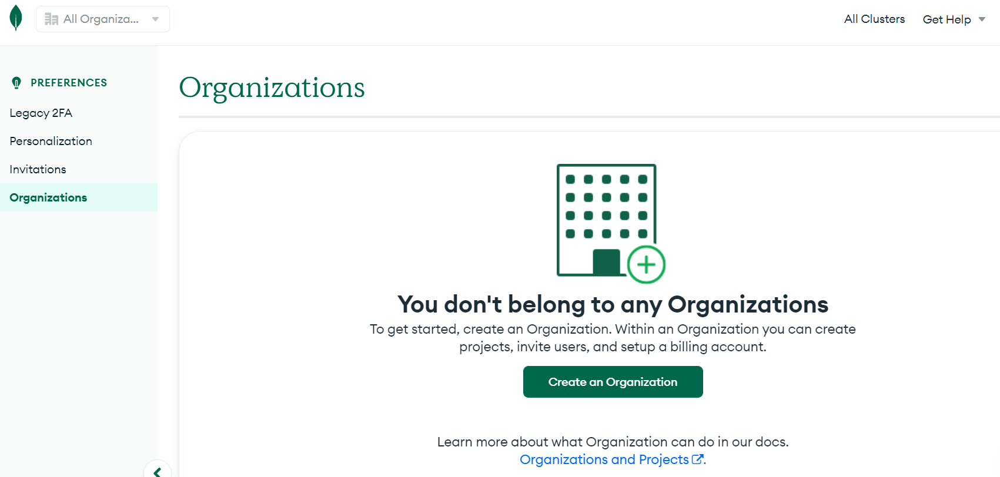 All Organiza...
All Clusters
Get Help
PREFERENCES
Legacy 2FA
Personalization
Invitations
Organizations
Organizations
You don't belong to any Organizations
To get started, create an Organization. Within an Organization you can create
projects, invite users, and setup a billing account.
Create an Organization
Learn more about what Organization can do in our docs.
Organizations and Projects.